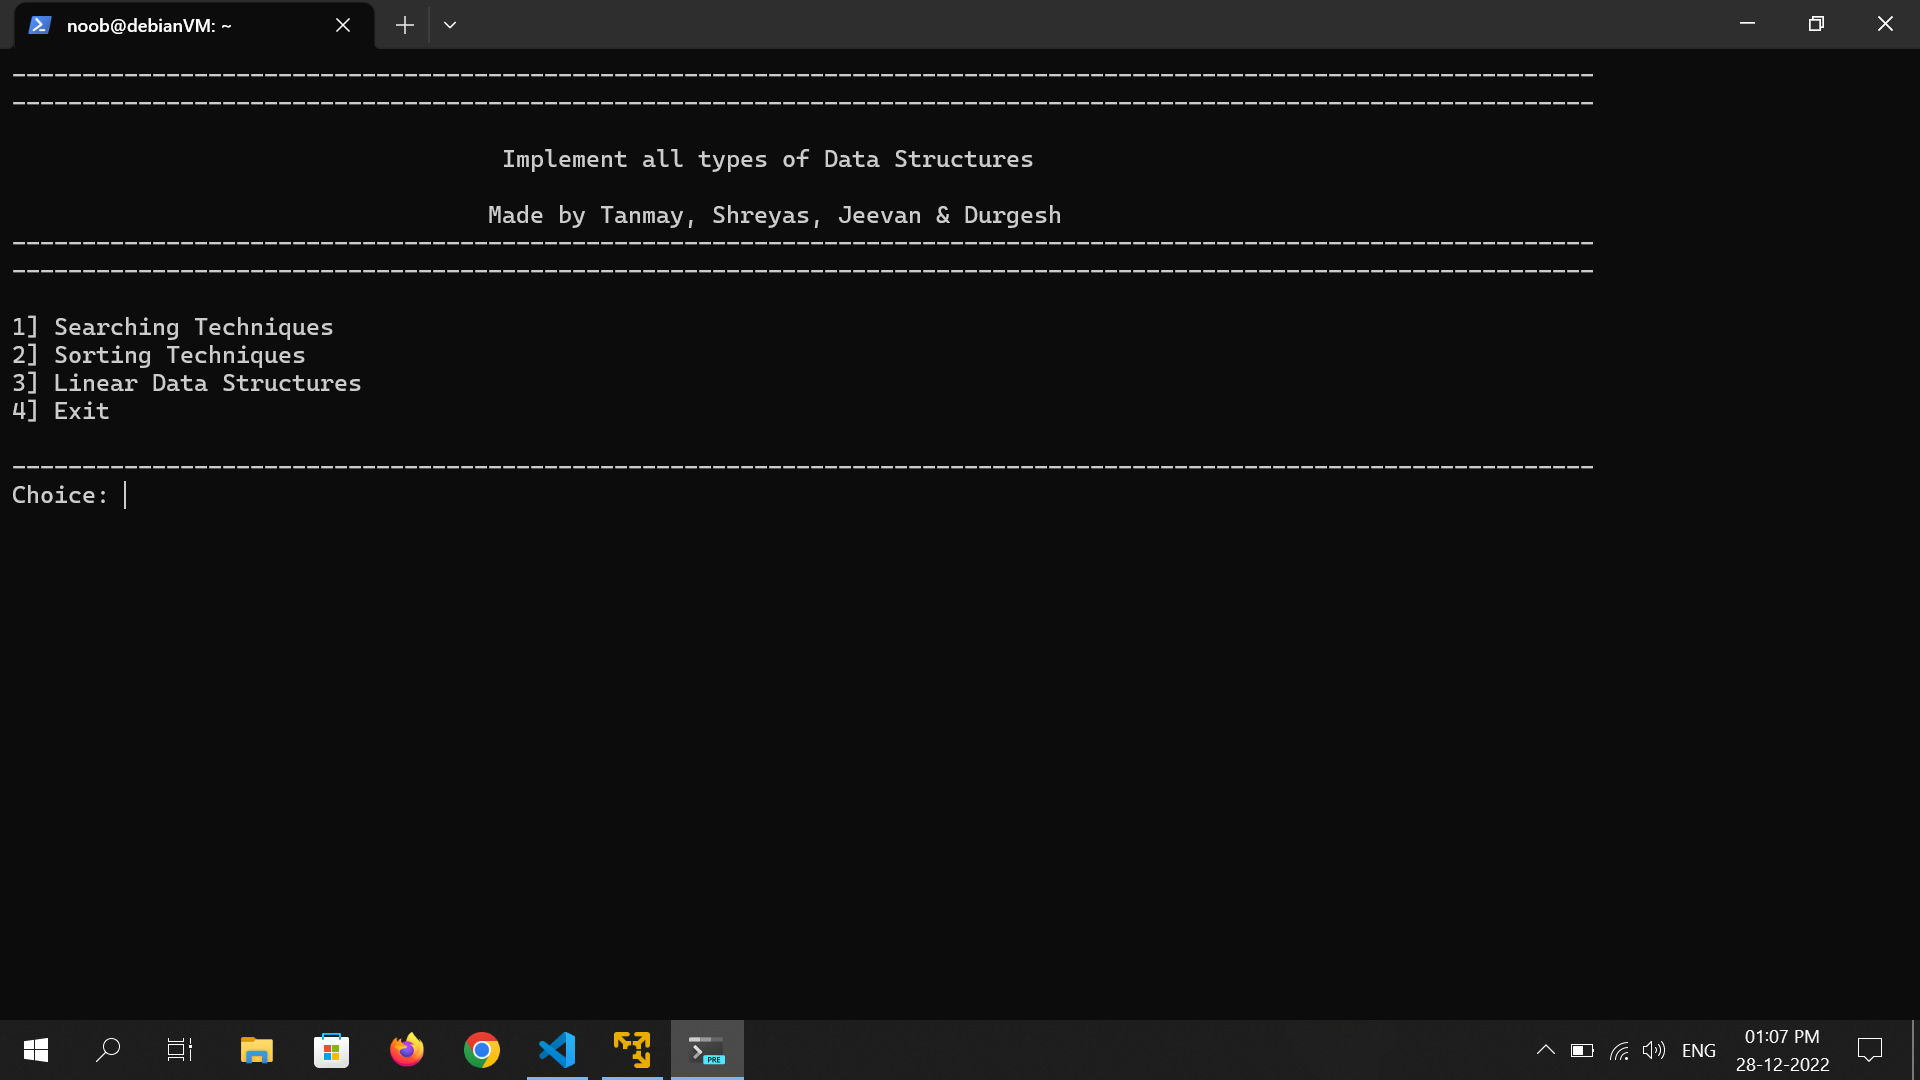 noob@debianVM: ~
-----------------------------------------------------------------------------------------------------------------
-----------------------------------------------------------------------------------------------------------------
Implement all types of Data Structures
Made by Tanmay, Shreyas, Jeevan & Durgesh
-----------------------------------------------------------------------------------------------------------------
-----------------------------------------------------------------------------------------------------------------
1] Searching Techniques
2] Sorting Techniques
3] Linear Data Structures
4] Exit
-----------------------------------------------------------------------------------------------------------------
Choice:
PRE
ENG
01:07 PM
28-12-2022